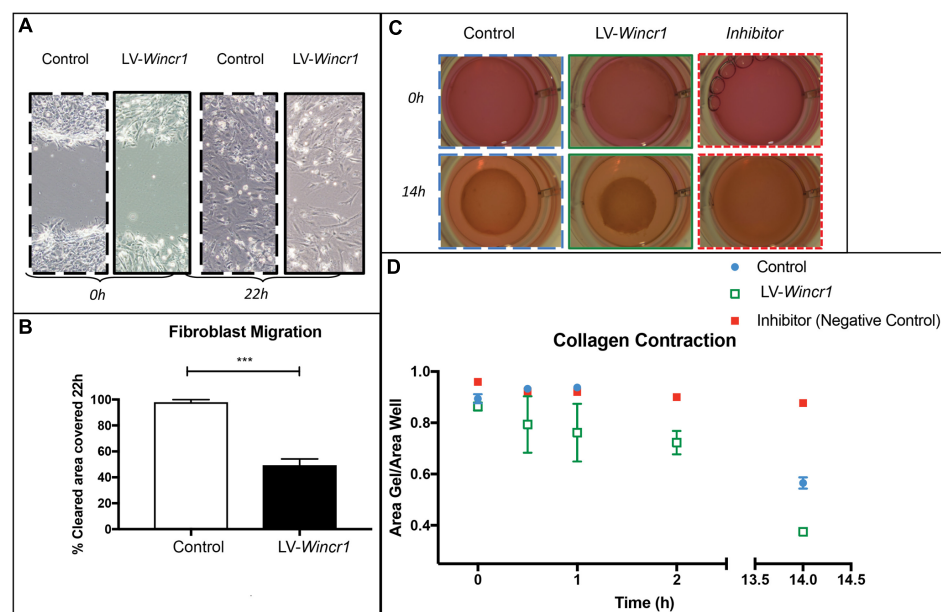 A
Control LV-Wincr1 Control LV-Wincr1
0h 22h
B
Fibroblast Migration
***
% Cleared area covered 22h
100
80
60
40
20
0
Control LV-Wincr1
C
Control LV-Wincr1 Inhibitor
0h
14h
D
Control
LV-Wincr1
Inhibitor (Negative Control)
Collagen Contraction
Area Gel/Area Well
1.0
0.8
0.6
0.4
0 1 2 13.5 14.0 14.5
Time (h)